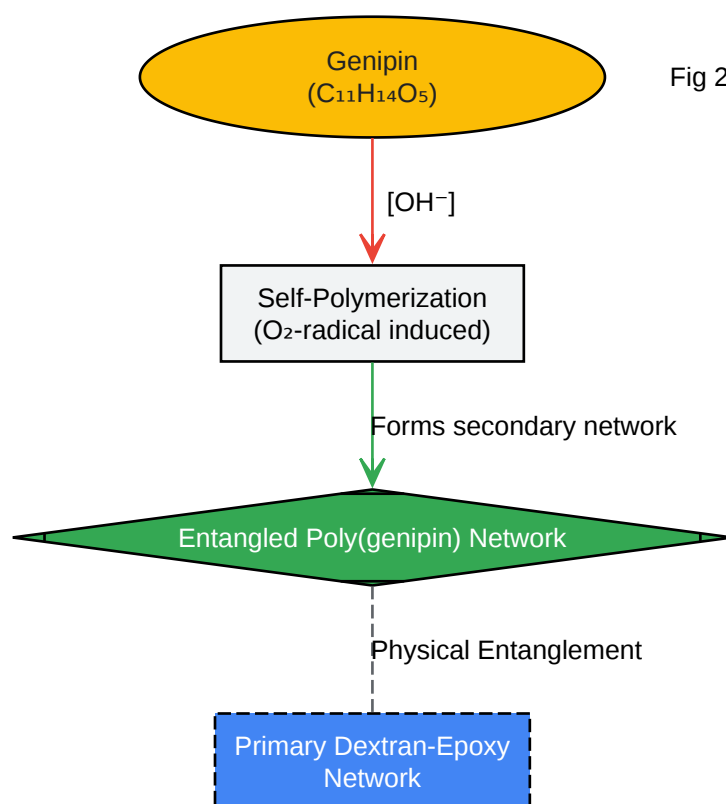 Genipin
(C₁₁H₁₄O₅)
Fig 2
[OH⁻]
Self-Polymerization
(O₂-radical induced)
Forms secondary network
Entangled Poly(genipin) Network
Physical Entanglement
Primary Dextran-Epoxy
Network